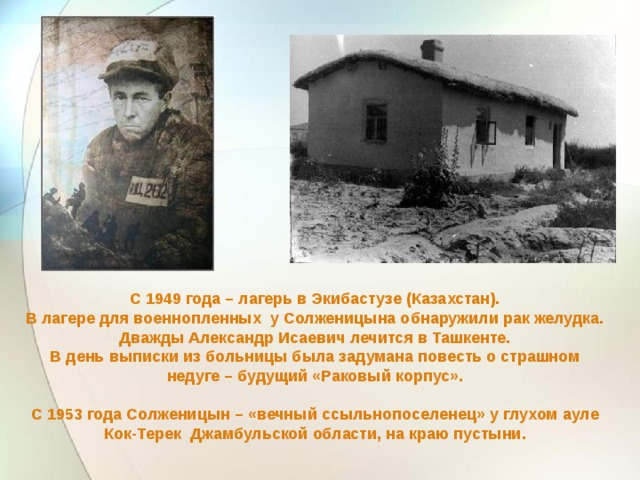 С 1949 года – лагерь в Экибастузе (Казахстан).
В лагере для военнопленных у Солженицына обнаружили рак желудка.
Дважды Александр Исаевич лечится в Ташкенте.
В день выписки из больницы была задумана повесть о страшном
недуге – будущий «Раковый корпус».
С 1953 года Солженицын – «вечный ссыльнопоселенец» у глухом ауле
Кок-Терек Джамбульской области, на краю пустыни.